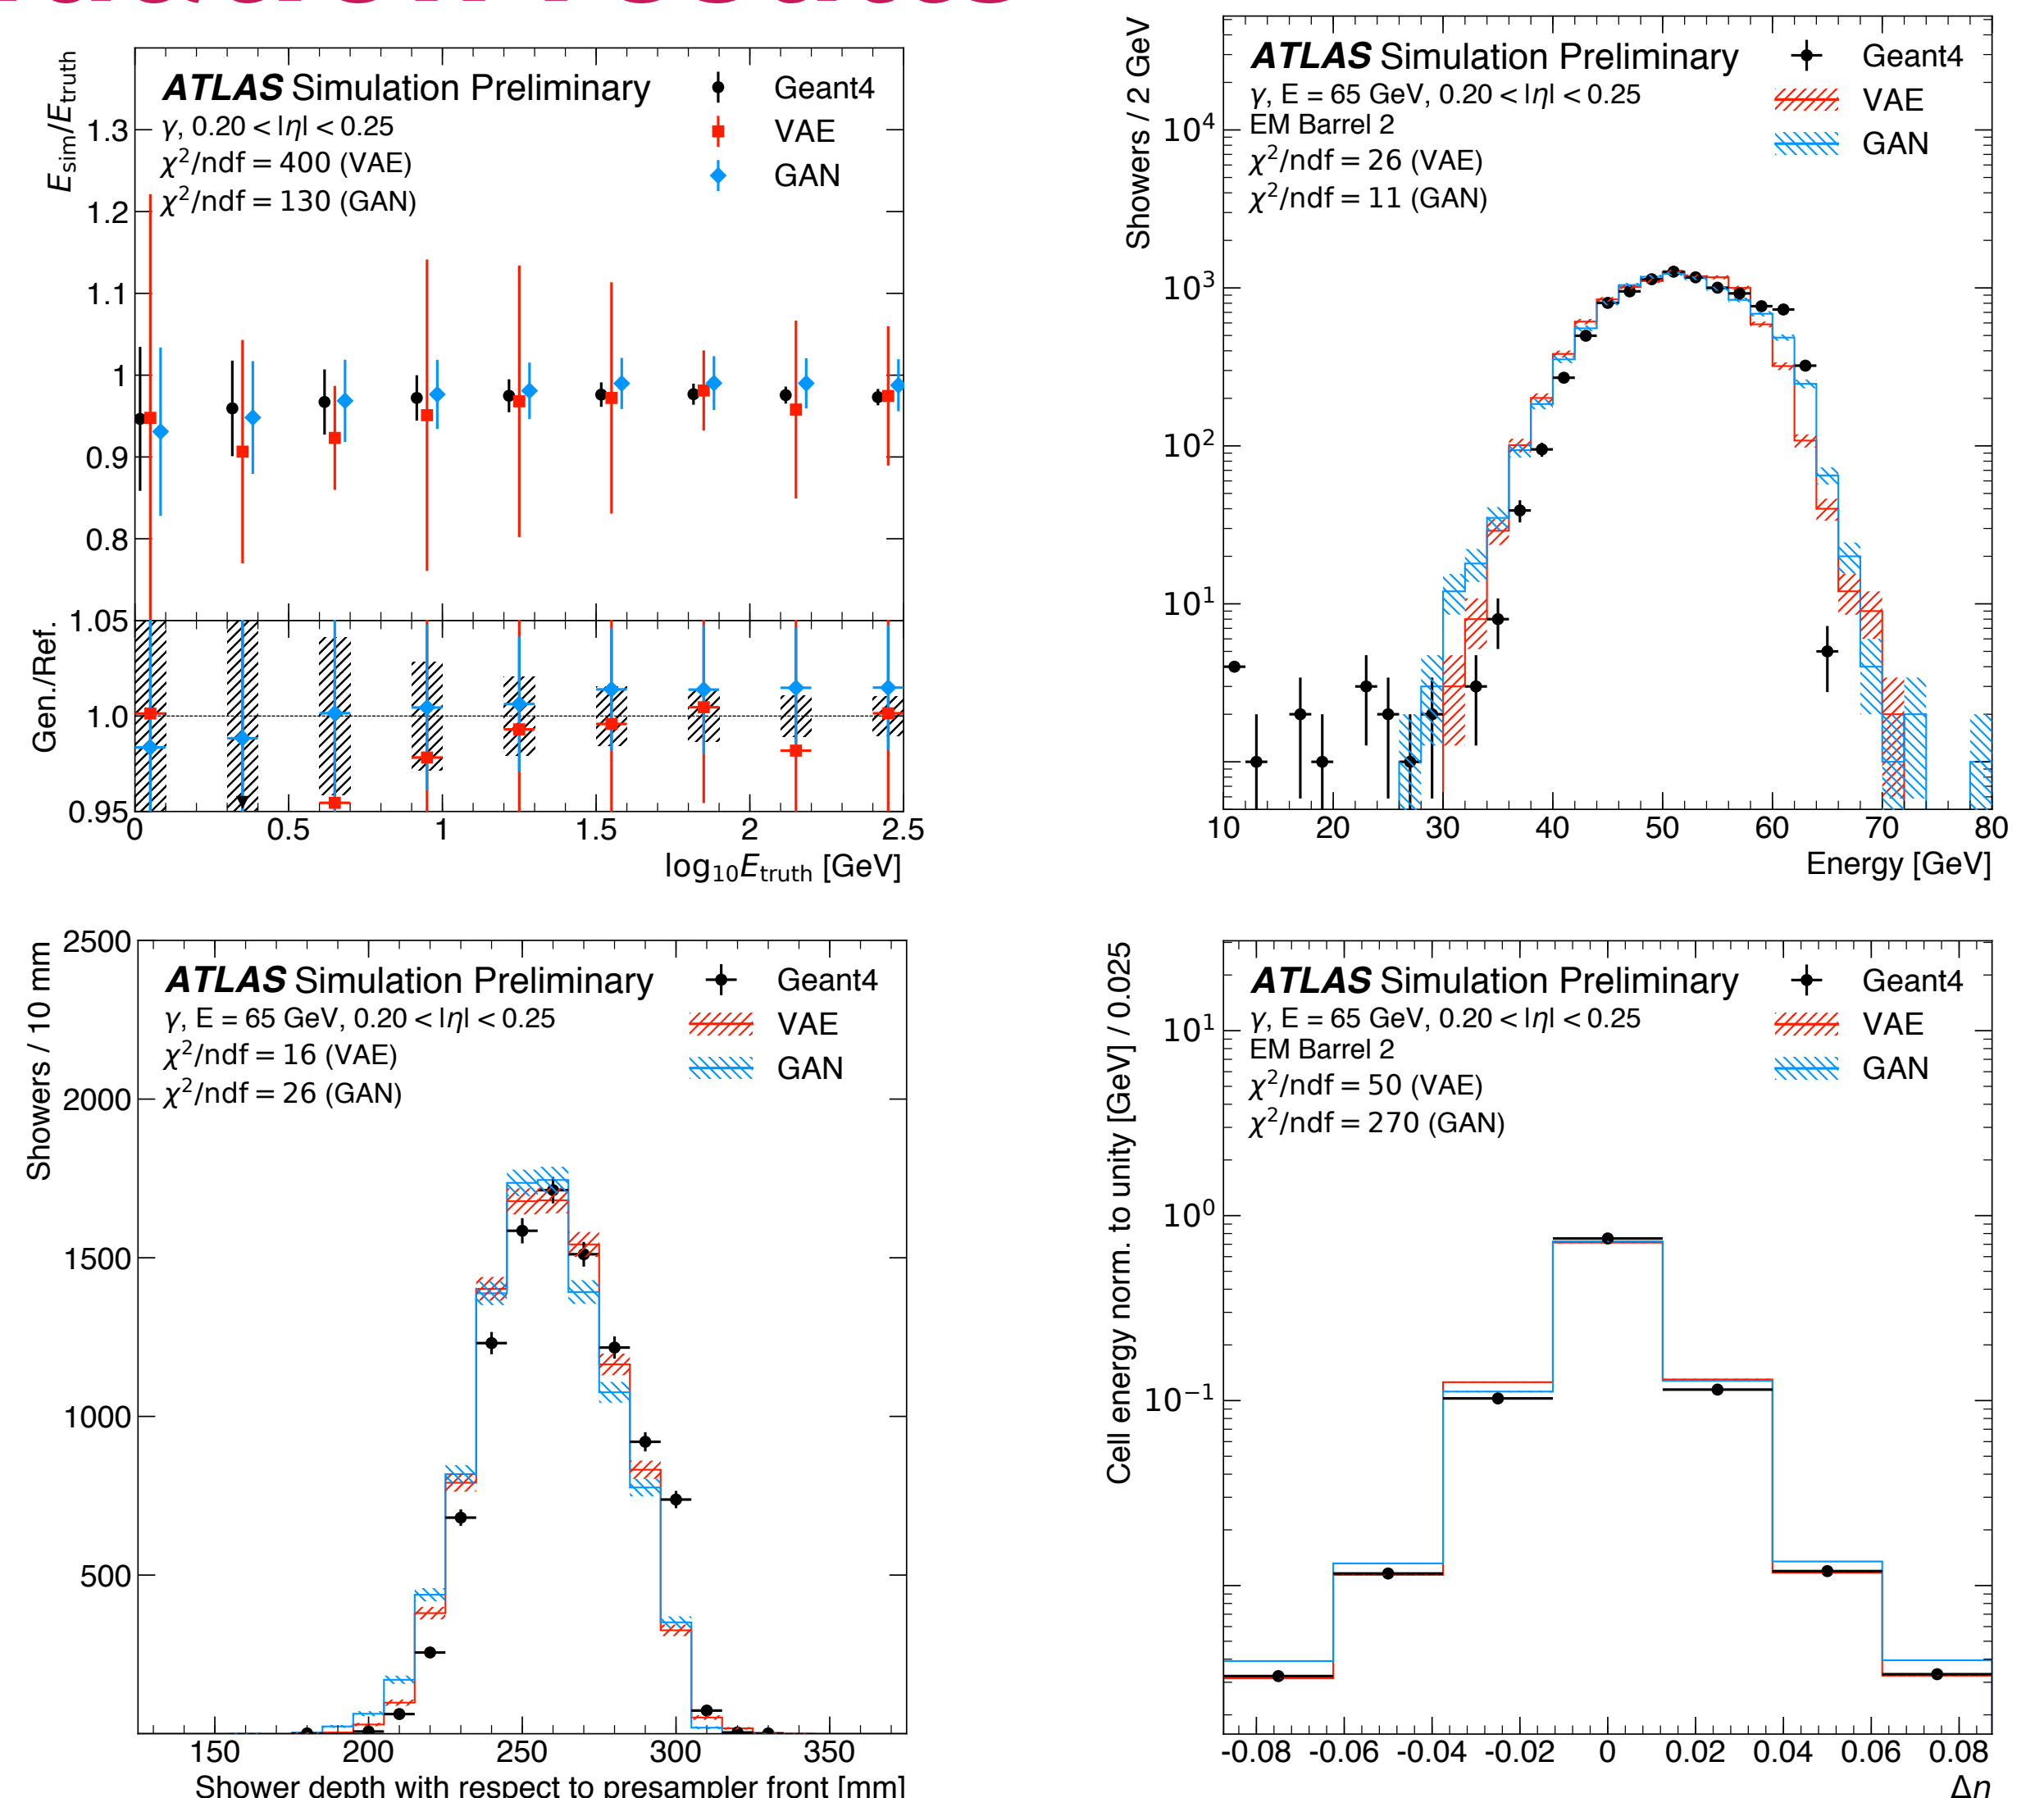 E_sim/E_truth
ATLAS Simulation Preliminary
γ, 0.20 < |η| < 0.25
χ²/ndf = 400 (VAE)
χ²/ndf = 130 (GAN)
Geant4
VAE
GAN
1.3
1.2
1.1
1
0.9
0.8
Gen./Ref.
1.05
1.0
0.95
0 0.5 1 1.5 2 2.5
log₁₀E_truth [GeV]
Showers / 2 GeV
ATLAS Simulation Preliminary
γ, E = 65 GeV, 0.20 < |η| < 0.25
EM Barrel 2
χ²/ndf = 26 (VAE)
χ²/ndf = 11 (GAN)
Geant4
VAE
GAN
10⁴
10³
10²
10¹
10 20 30 40 50 60 70 80
Energy [GeV]
Showers / 10 mm
ATLAS Simulation Preliminary
γ, E = 65 GeV, 0.20 < |η| < 0.25
χ²/ndf = 16 (VAE)
χ²/ndf = 26 (GAN)
Geant4
VAE
GAN
2500
2000
1500
1000
500
150 200 250 300 350
Shower depth with respect to presampler front [mm]
Cell energy norm. to unity [GeV] / 0.025
ATLAS Simulation Preliminary
γ, E = 65 GeV, 0.20 < |η| < 0.25
EM Barrel 2
χ²/ndf = 50 (VAE)
χ²/ndf = 270 (GAN)
Geant4
VAE
GAN
10¹
10⁰
10⁻¹
-0.08 -0.06 -0.04 -0.02 0 0.02 0.04 0.06 0.08
Δn